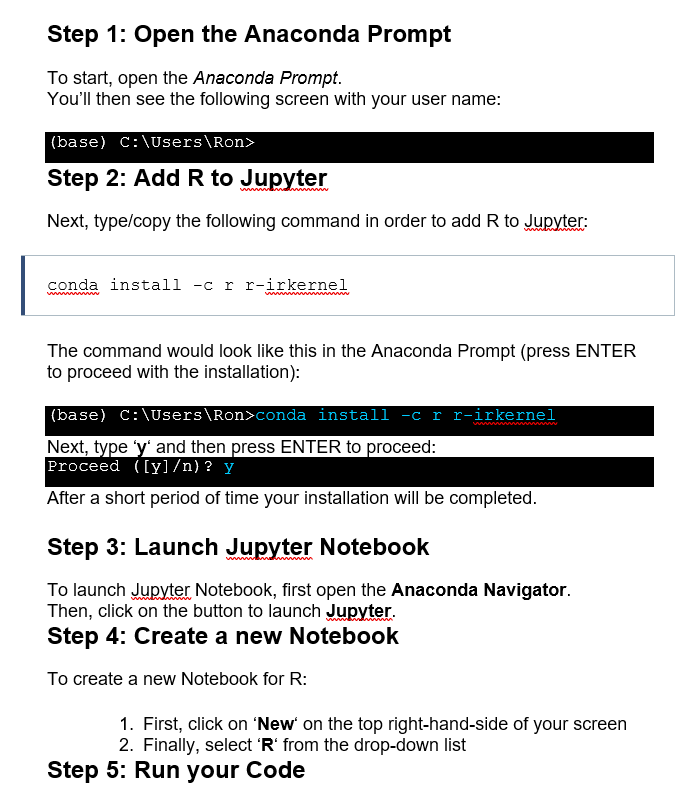 Step 1: Open the Anaconda Prompt
To start, open the Anaconda Prompt.
You’ll then see the following screen with your user name:
(base) C:\Users\Ron>
Step 2: Add R to Jupyter
Next, type/copy the following command in order to add R to Jupyter:
conda install -c r r-irkernel
The command would look like this in the Anaconda Prompt (press ENTER
to proceed with the installation):
(base) C:\Users\Ron>conda install -c r r-irkernel
Next, type ‘y‘ and then press ENTER to proceed:
Proceed ([y]/n)? y
After a short period of time your installation will be completed.
Step 3: Launch Jupyter Notebook
To launch Jupyter Notebook, first open the Anaconda Navigator.
Then, click on the button to launch Jupyter.
Step 4: Create a new Notebook
To create a new Notebook for R:
1. First, click on ‘New‘ on the top right-hand-side of your screen
2. Finally, select ‘R‘ from the drop-down list
Step 5: Run your Code